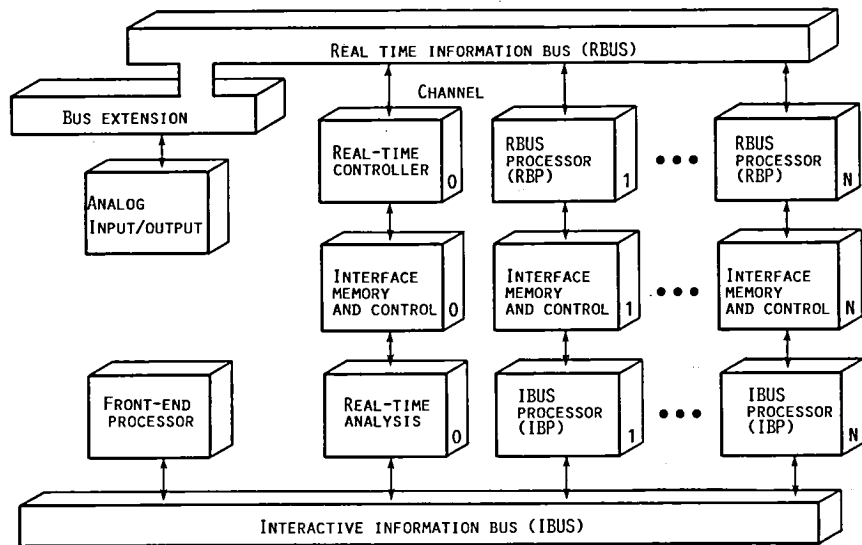 REAL TIME INFORMATION BUS (RBUS)
BUS EXTENSION
CHANNEL
ANALOG
INPUT/OUTPUT
REAL-TIME
CONTROLLER
0
RBUS
PROCESSOR
(RBP)
1
RBUS
PROCESSOR
(RBP)
N
INTERFACE
MEMORY
AND CONTROL
0
INTERFACE
MEMORY
AND CONTROL
1
INTERFACE
MEMORY
AND CONTROL
N
FRONT-END
PROCESSOR
REAL-TIME
ANALYSIS
0
IBUS
PROCESSOR
(IBP)
1
IBUS
PROCESSOR
(IBP)
N
INTERACTIVE INFORMATION BUS (IBUS)